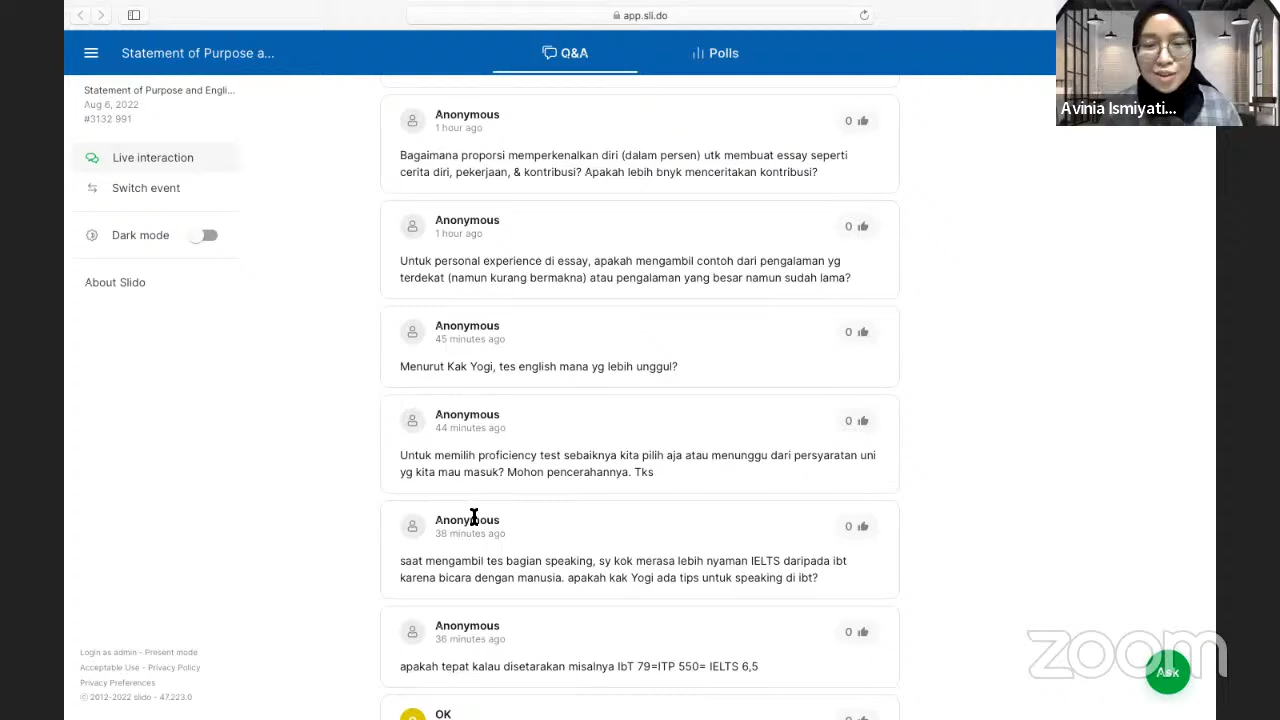 app.sli.do
Statement of Purpose a...
Q&A
Polls
Avinia Ismiyati...
Statement of Purpose and Engli...
Aug 6, 2022
#3132 991
Live interaction
Switch event
Dark mode
About Slido
Anonymous
1 hour ago
0
Bagaimana proporsi memperkenalkan diri (dalam persen) utk membuat essay seperti
cerita diri, pekerjaan, & kontribusi? Apakah lebih bnyk menceritakan kontribusi?
Anonymous
1 hour ago
0
Untuk personal experience di essay, apakah mengambil contoh dari pengalaman yg
terdekat (namun kurang bermakna) atau pengalaman yang besar namun sudah lama?
Anonymous
45 minutes ago
0
Menurut Kak Yogi, tes english mana yg lebih unggul?
Anonymous
44 minutes ago
0
Untuk memilih proficiency test sebaiknya kita pilih aja atau menunggu dari persyaratan uni
yg kita mau masuk? Mohon pencerahannya. Tks
Anonymous
38 minutes ago
0
saat mengambil tes bagian speaking, sy kok merasa lebih nyaman IELTS daripada ibt
karena bicara dengan manusia. apakah kak Yogi ada tips untuk speaking di ibt?
Anonymous
36 minutes ago
0
apakah tepat kalau disetarakan misalnya IbT 79=ITP 550= IELTS 6,5
OK
Login as admin - Present mode
Acceptable Use - Privacy Policy
Privacy Preferences
© 2012-2022 slido - 47.223.0
zoom
Ask